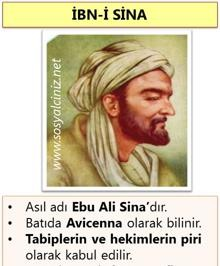 İBN-İ SİNA
www.sosyalciniz.net
• Asıl adı Ebu Ali Sina'dır.
• Batıda Avicenna olarak bilinir.
• Tabiplerin ve hekimlerin piri
olarak kabul edilir.